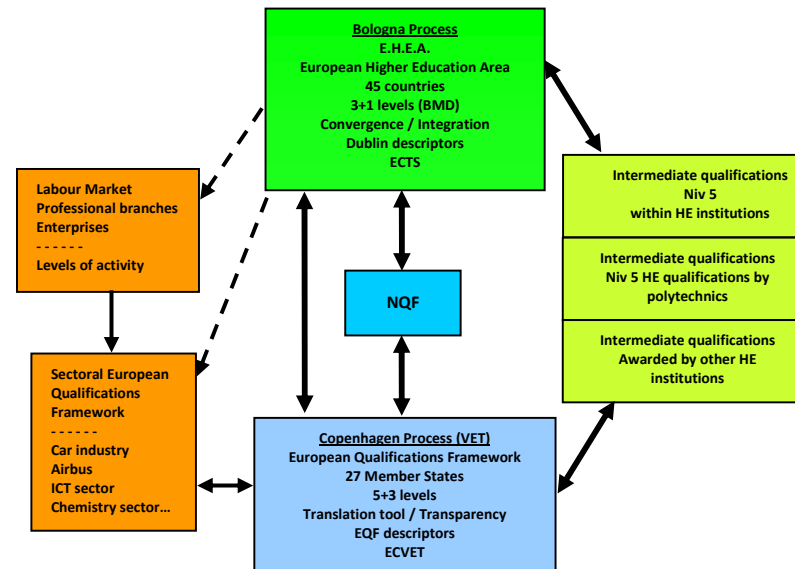 Bologna Process
E.H.E.A.
European Higher Education Area
45 countries
3+1 levels (BMD)
Convergence / Integration
Dublin descriptors
ECTS
Labour Market
Professional branches
Enterprises
- - - - - -
Levels of activity
Intermediate qualifications
Niv 5
within HE institutions
Intermediate qualifications
Niv 5 HE qualifications by
polytechnics
Intermediate qualifications
Awarded by other HE
institutions
NQF
Sectoral European
Qualifications
Framework
- - - - - -
Car industry
Airbus
ICT sector
Chemistry sector…
Copenhagen Process (VET)
European Qualifications Framework
27 Member States
5+3 levels
Translation tool / Transparency
EQF descriptors
ECVET